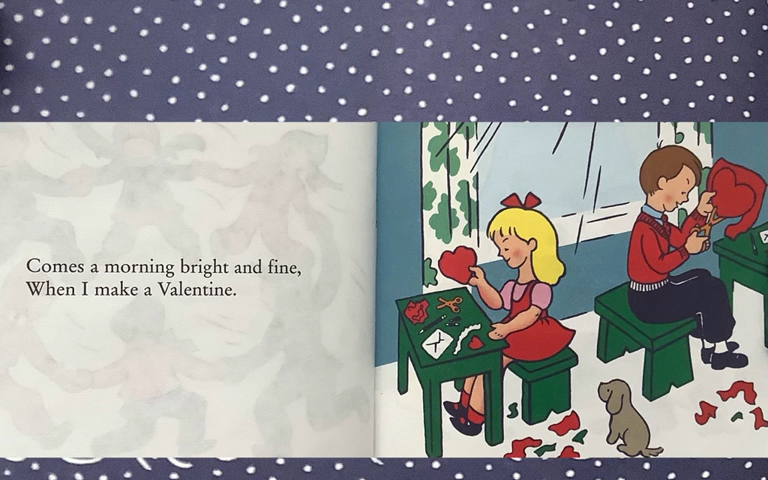 Comes a morning bright and fine,
When I make a Valentine.